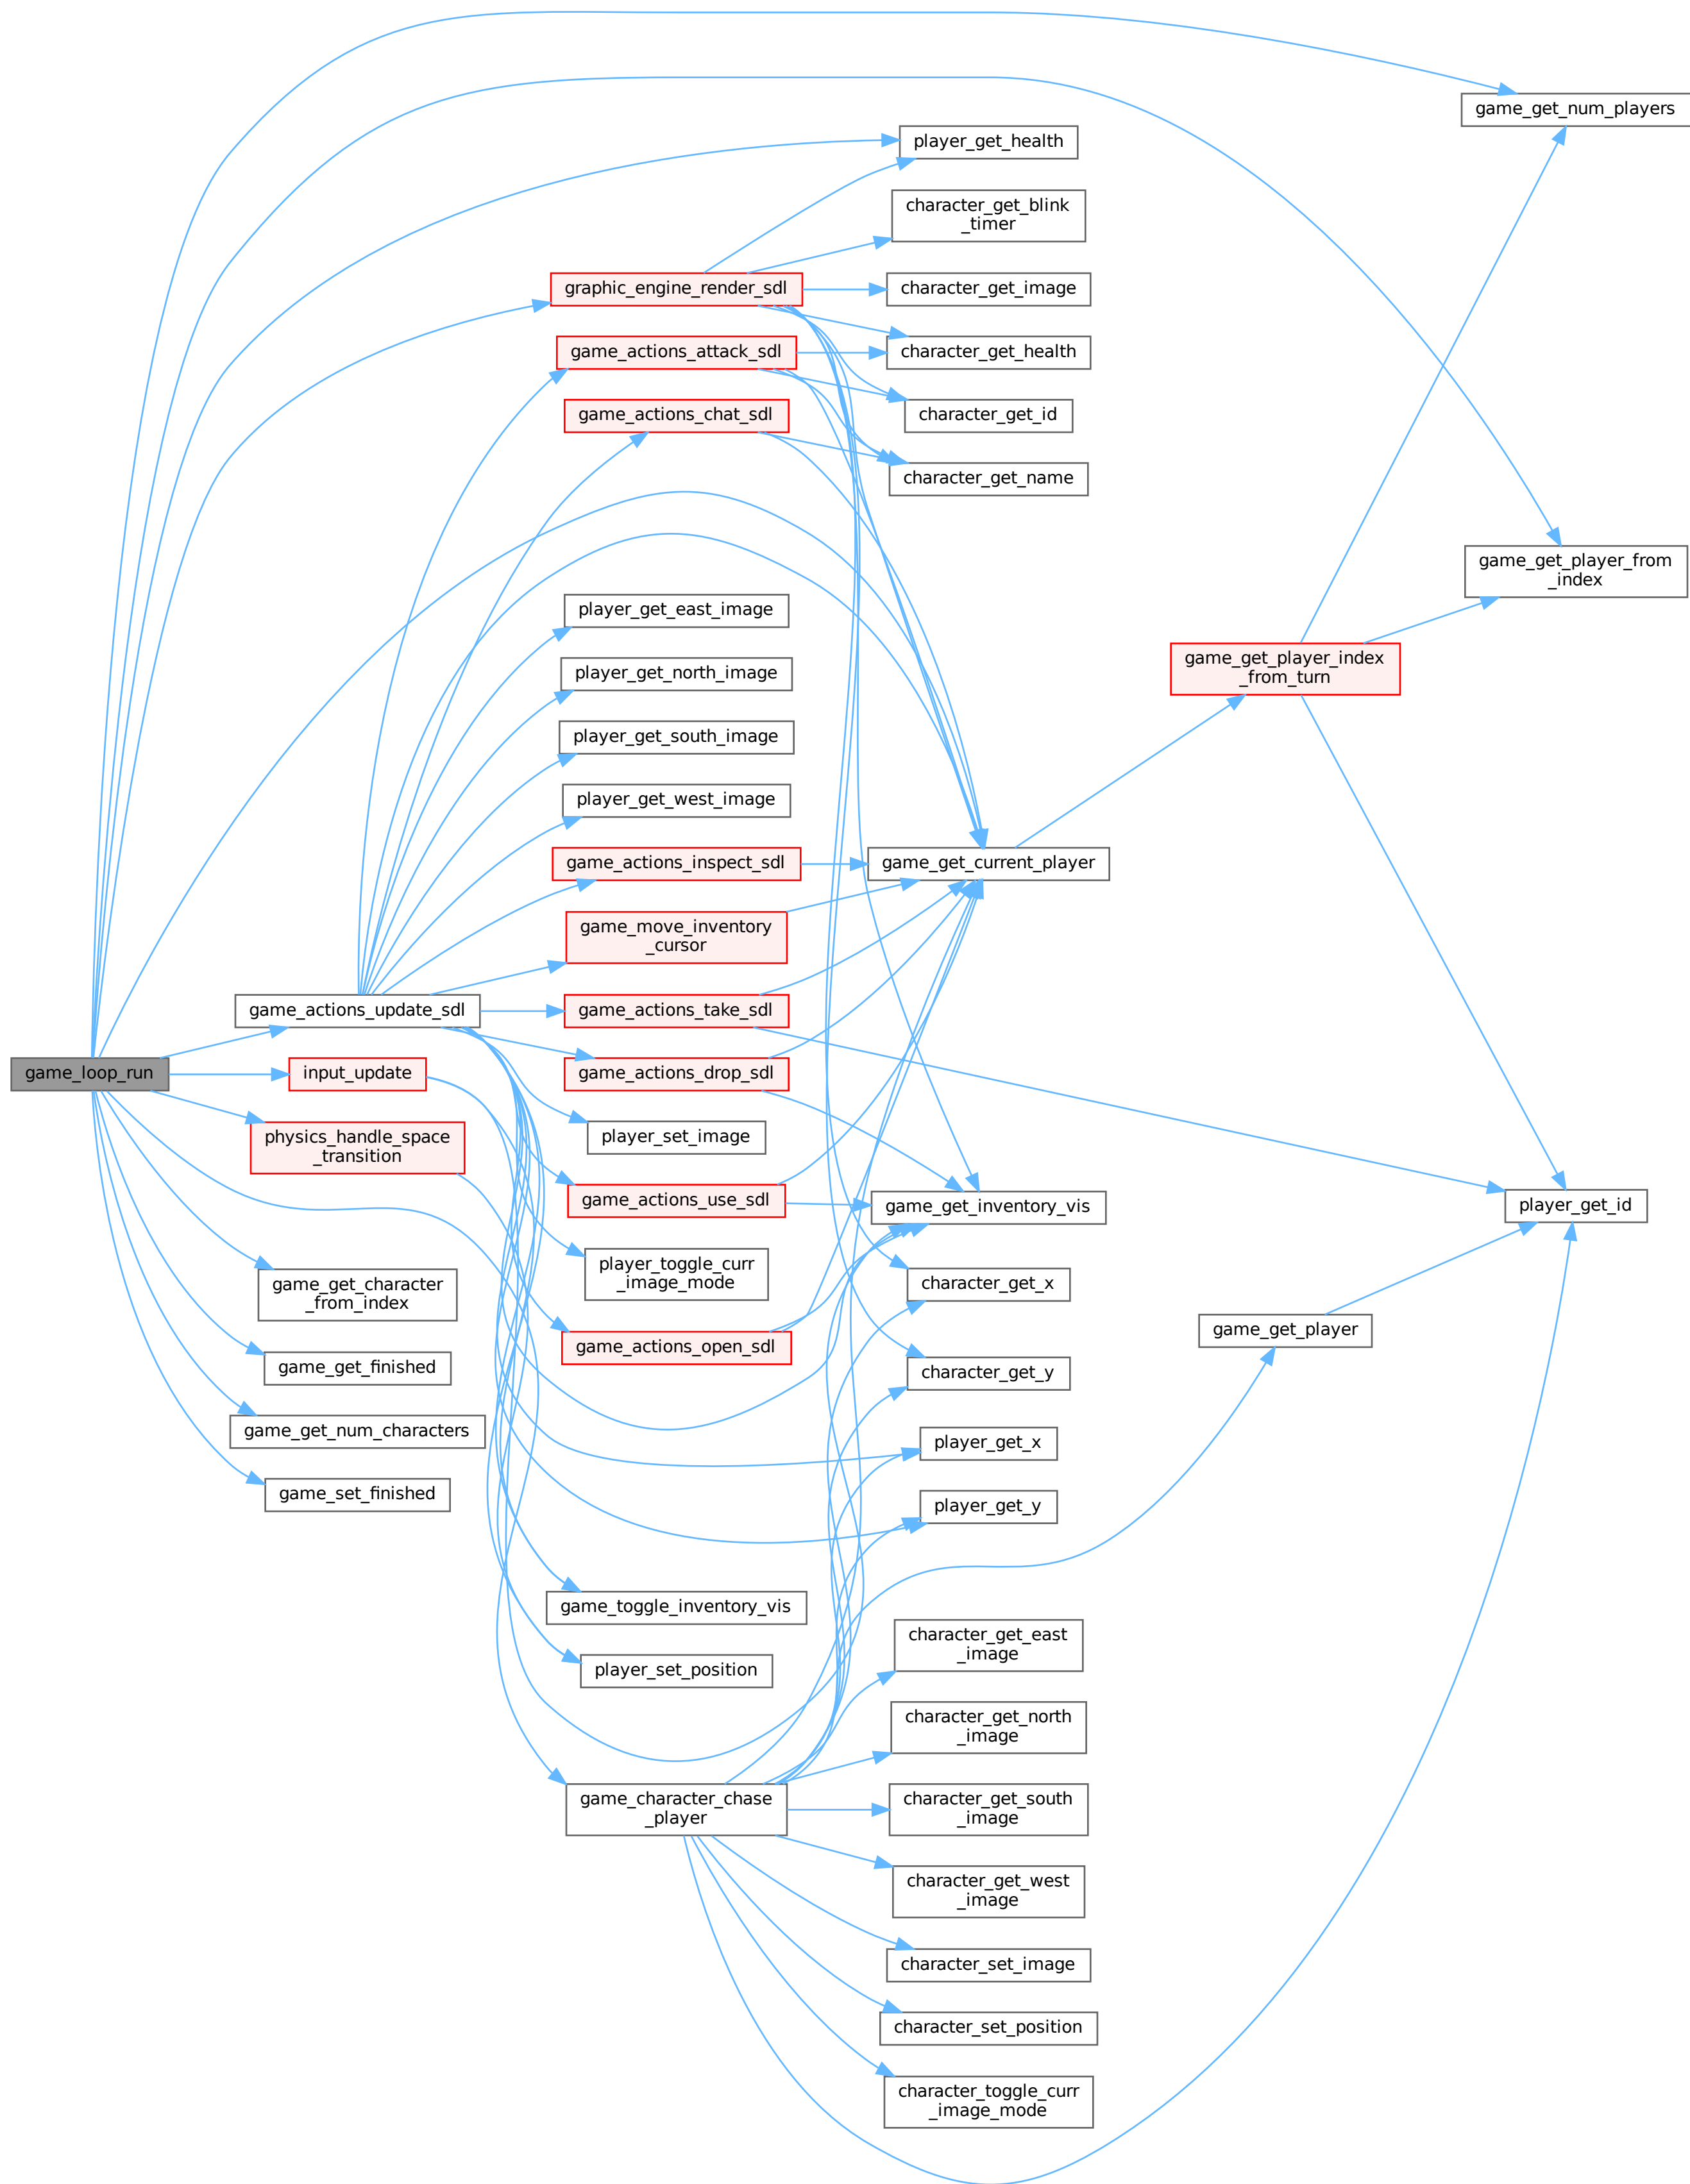 game_loop_run
game_actions_update_sdl
input_update
physics_handle_space
_transition
game_get_character
_from_index
game_get_finished
game_get_num_characters
game_set_finished
graphic_engine_render_sdl
game_actions_attack_sdl
game_actions_chat_sdl
player_get_east_image
player_get_north_image
player_get_south_image
player_get_west_image
game_actions_inspect_sdl
game_move_inventory
_cursor
game_actions_take_sdl
game_actions_drop_sdl
player_set_image
game_actions_use_sdl
player_toggle_curr
_image_mode
game_actions_open_sdl
game_toggle_inventory_vis
player_set_position
game_character_chase
_player
player_get_health
character_get_blink
_timer
character_get_image
character_get_health
character_get_id
character_get_name
game_get_current_player
game_get_inventory_vis
character_get_x
character_get_y
player_get_x
player_get_y
character_get_east
_image
character_get_north
_image
character_get_south
_image
character_get_west
_image
character_set_image
character_set_position
character_toggle_curr
_image_mode
game_get_player_index
_from_turn
game_get_player
game_get_num_players
game_get_player_from
_index
player_get_id